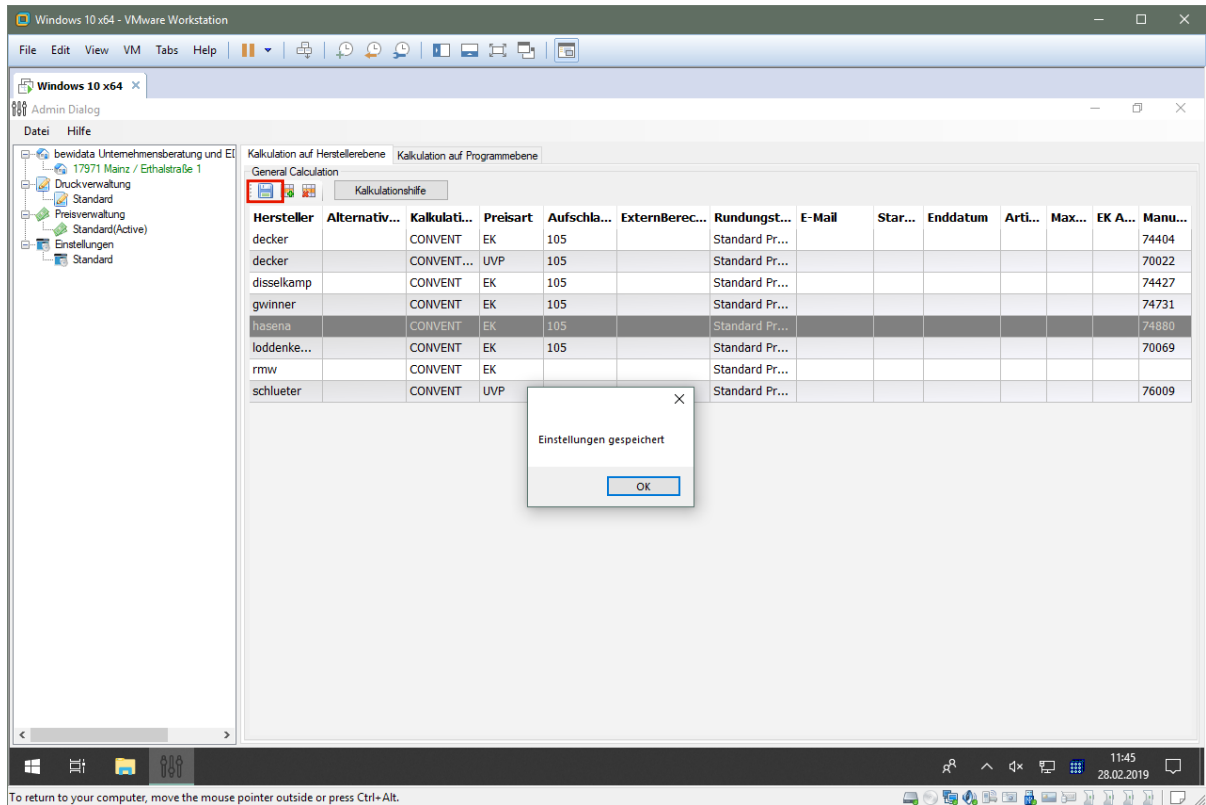 Windows 10 x64 - VMware Workstation
File Edit View VM Tabs Help
Windows 10 x64
Admin Dialog
Datei Hilfe
bewidata Unternehmensberatung und ED
17971 Mainz / Erthalstraße 1
Druckverwaltung
Standard
Preisverwaltung
Standard(Active)
Einstellungen
Standard
Kalkulation auf Herstellerebene Kalkulation auf Programmebene
General Calculation
Kalkulationshilfe
Hersteller Alternativ... Kalkulati... Preisart Aufschla... ExternBerec... Rundungst... E-Mail Star... Enddatum Arti... Max... EK A... Manu...
decker CONVENT EK 105 Standard Pr... 74404
decker CONVENT... UVP 105 Standard Pr... 70022
disselkamp CONVENT EK 105 Standard Pr... 74427
gwinner CONVENT EK 105 Standard Pr... 74731
hasena CONVENT EK 105 Standard Pr... 74880
loddenke... CONVENT EK 105 Standard Pr... 70069
rmw CONVENT EK Standard Pr...
schlueter CONVENT UVP Standard Pr... 76009
Einstellungen gespeichert
OK
11:45
28.02.2019
To return to your computer, move the mouse pointer outside or press Ctrl+Alt.